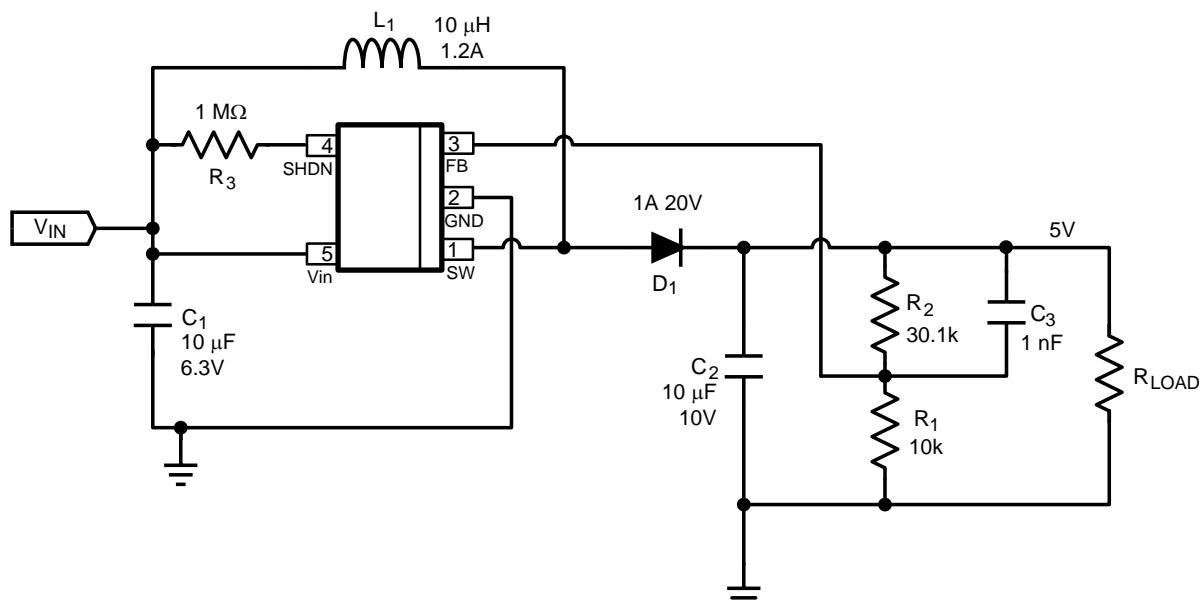 L1
10 μH
1.2A
1 MΩ
R3
4
SHDN
3
FB
2
GND
1
SW
5
Vin
VIN
1A 20V
D1
5V
C1
10 μF
6.3V
R2
30.1k
C3
1 nF
C2
10 μF
10V
R1
10k
RLOAD